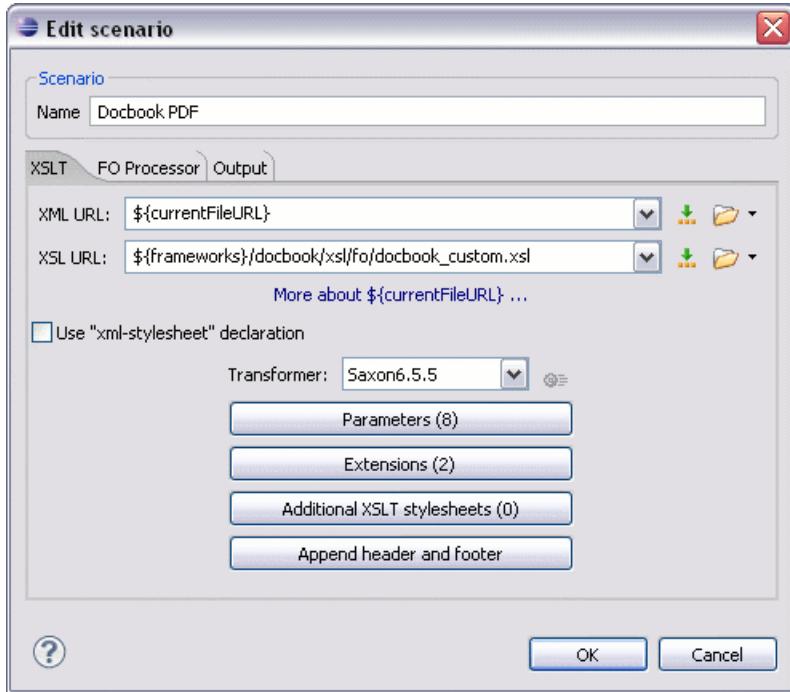 Edit scenario
Scenario
Name Docbook PDF
XSLT FO Processor Output
XML URL: ${currentFileURL}
XSL URL: ${frameworks}/docbook/xsl/fo/docbook_custom.xsl
More about ${currentFileURL} ...
Use "xml-stylesheet" declaration
Transformer: Saxon6.5.5
Parameters (8)
Extensions (2)
Additional XSLT stylesheets (0)
Append header and footer
? OK Cancel